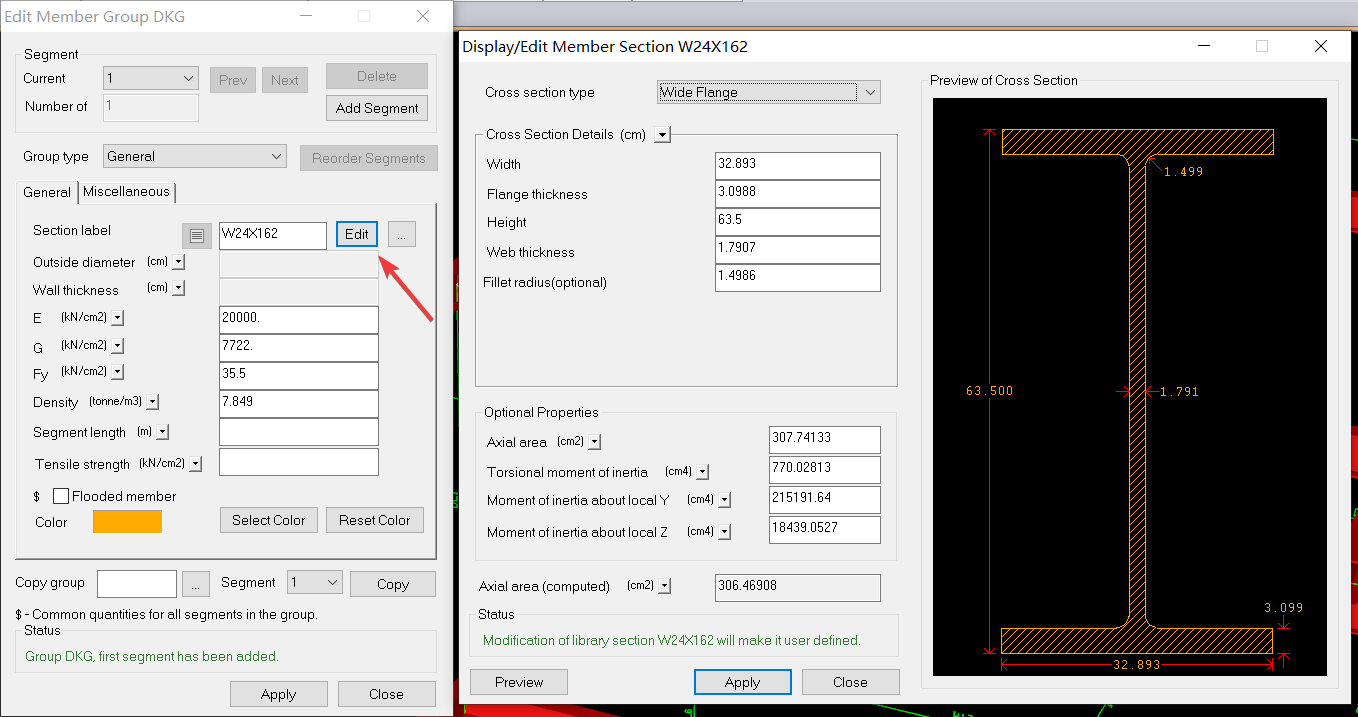 Edit Member Group DKG
Segment
Current 1 Prev Next Delete
Number of 1 Add Segment
Group type General Reorder Segments
General Miscellaneous
Section label W24X162 Edit ...
Outside diameter (cm)
Wall thickness (cm)
E (kN/cm2) 20000.
G (kN/cm2) 7722.
Fy (kN/cm2) 35.5
Density (tonne/m3) 7.849
Segment length (m)
Tensile strength (kN/cm2)
$ Flooded member
Color Select Color Reset Color
Copy group ... Segment 1 Copy
$ - Common quantities for all segments in the group.
Status
Group DKG, first segment has been added.
Apply Close
Display/Edit Member Section W24X162
Cross section type Wide Flange
Cross Section Details (cm)
Width 32.893
Flange thickness 3.0988
Height 63.5
Web thickness 1.7907
Fillet radius(optional) 1.4986
Optional Properties
Axial area (cm2) 307.74133
Torsional moment of inertia (cm4) 770.02813
Moment of inertia about local Y (cm4) 215191.64
Moment of inertia about local Z (cm4) 18439.0527
Axial area (computed) (cm2) 306.46908
Status
Modification of library section W24X162 will make it user defined.
Preview Apply Close
Preview of Cross Section
1.499
63.500
1.791
3.099
32.893